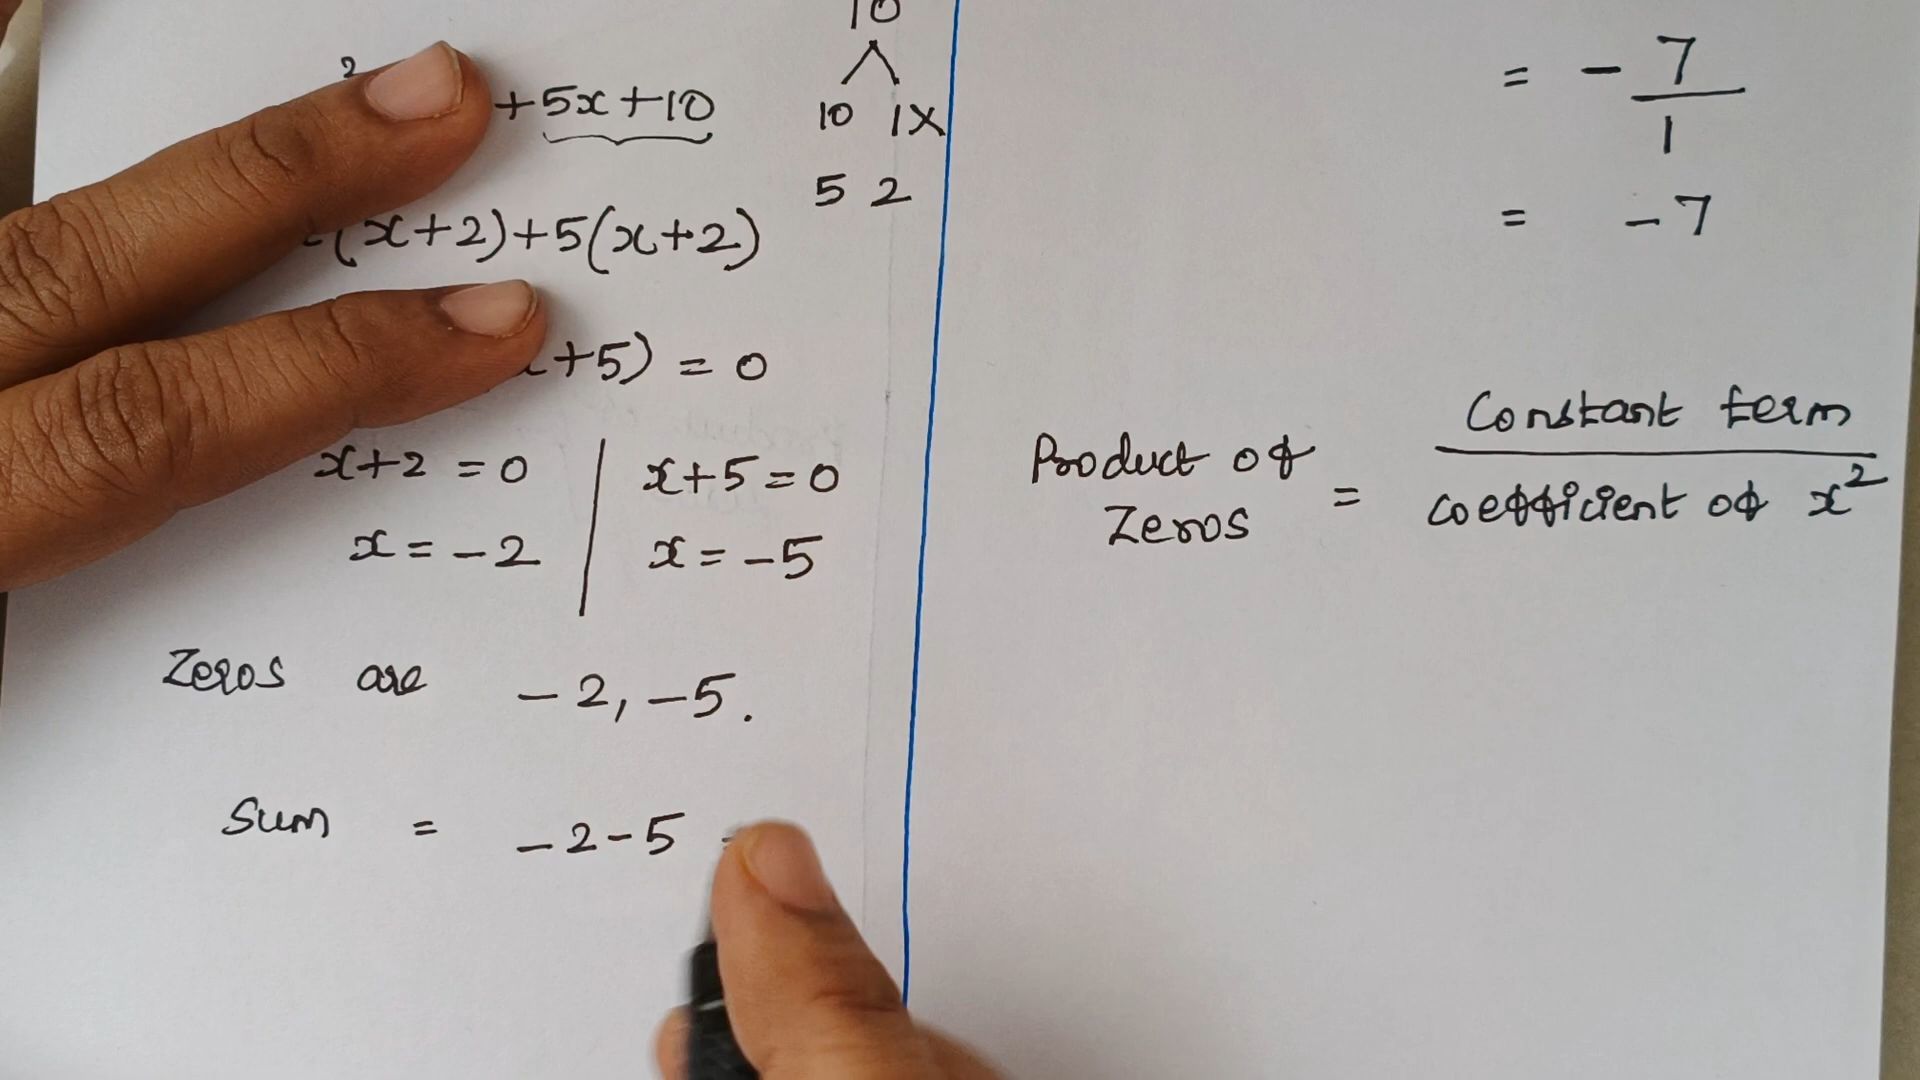 10
2
+5x+10
10 1x
5 2
(x+2)+5(x+2)
+5) = 0
x+2 = 0 x+5=0
x = -2 x = -5
Zeros are -2, -5.
Sum = -2-5
= -7/1
= -7
Product of Zeros = Constant term / coefficient of x²